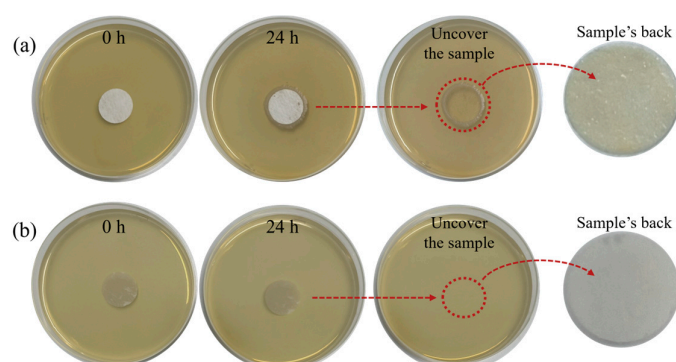 (a)
0 h
24 h
Uncover
the sample
Sample's back
(b)
0 h
24 h
Uncover
the sample
Sample's back